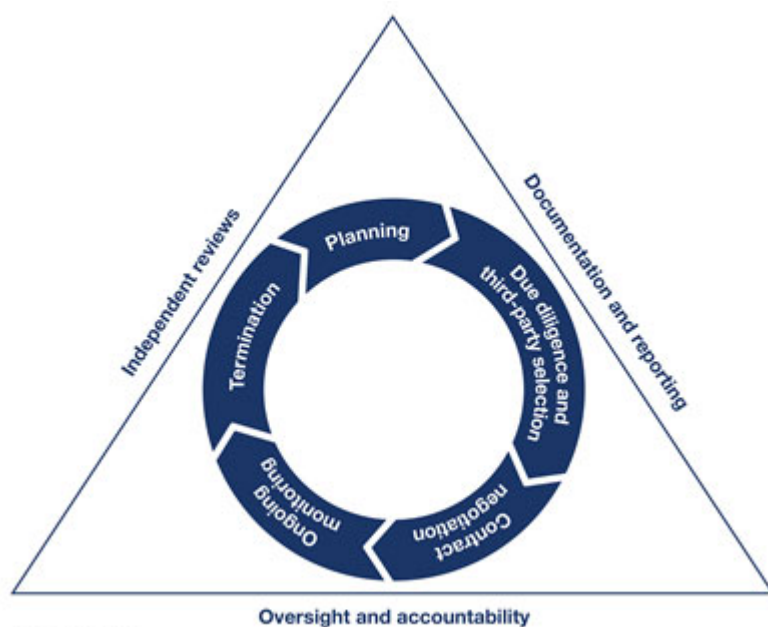 Independent reviews
Documentation and reporting
Planning
Due diligence and
third-party selection
Contract
negotiation
Ongoing
monitoring
Termination
Oversight and accountability